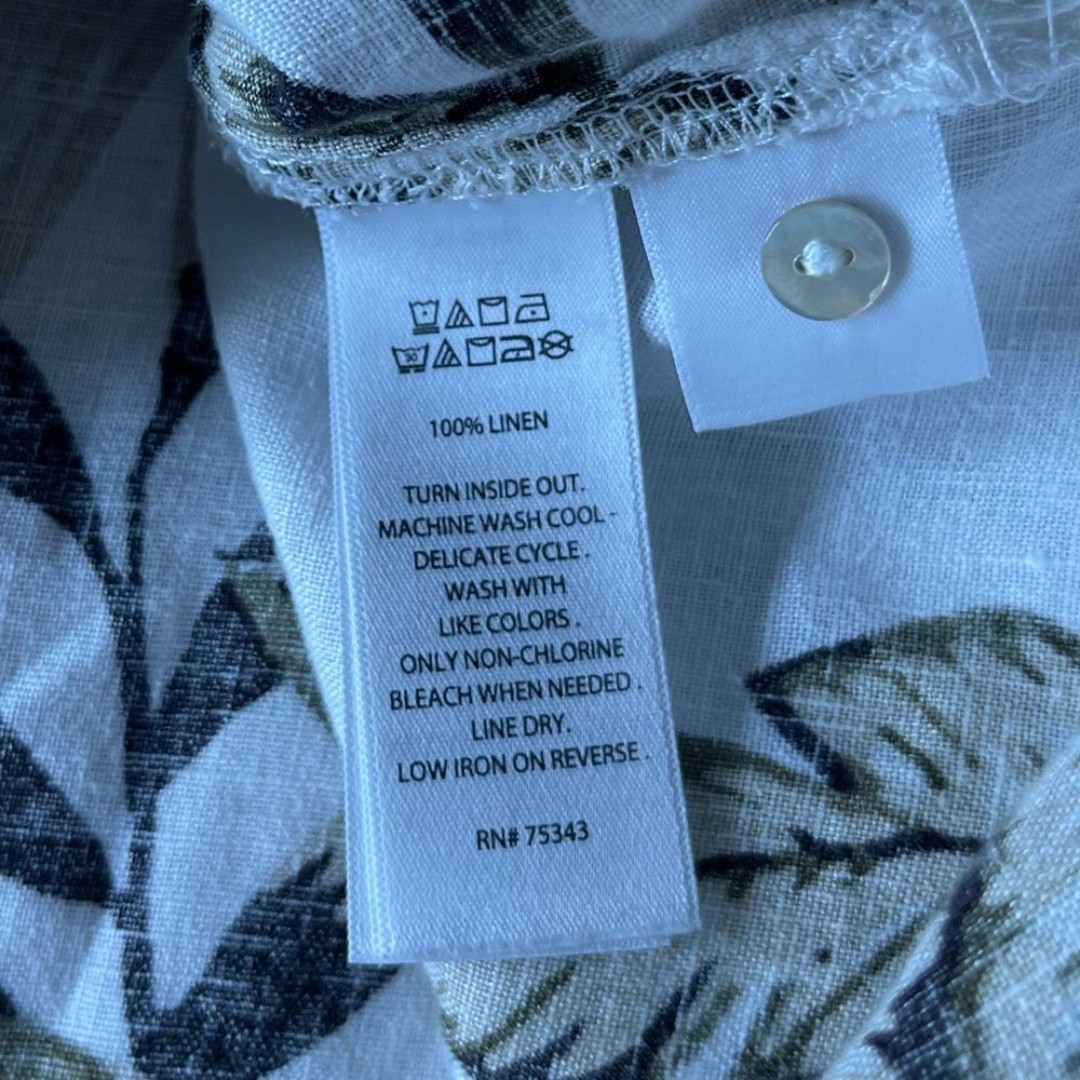 30
100% LINEN
TURN INSIDE OUT.
MACHINE WASH COOL -
DELICATE CYCLE .
WASH WITH
LIKE COLORS .
ONLY NON-CHLORINE
BLEACH WHEN NEEDED .
LINE DRY.
LOW IRON ON REVERSE .
RN# 75343